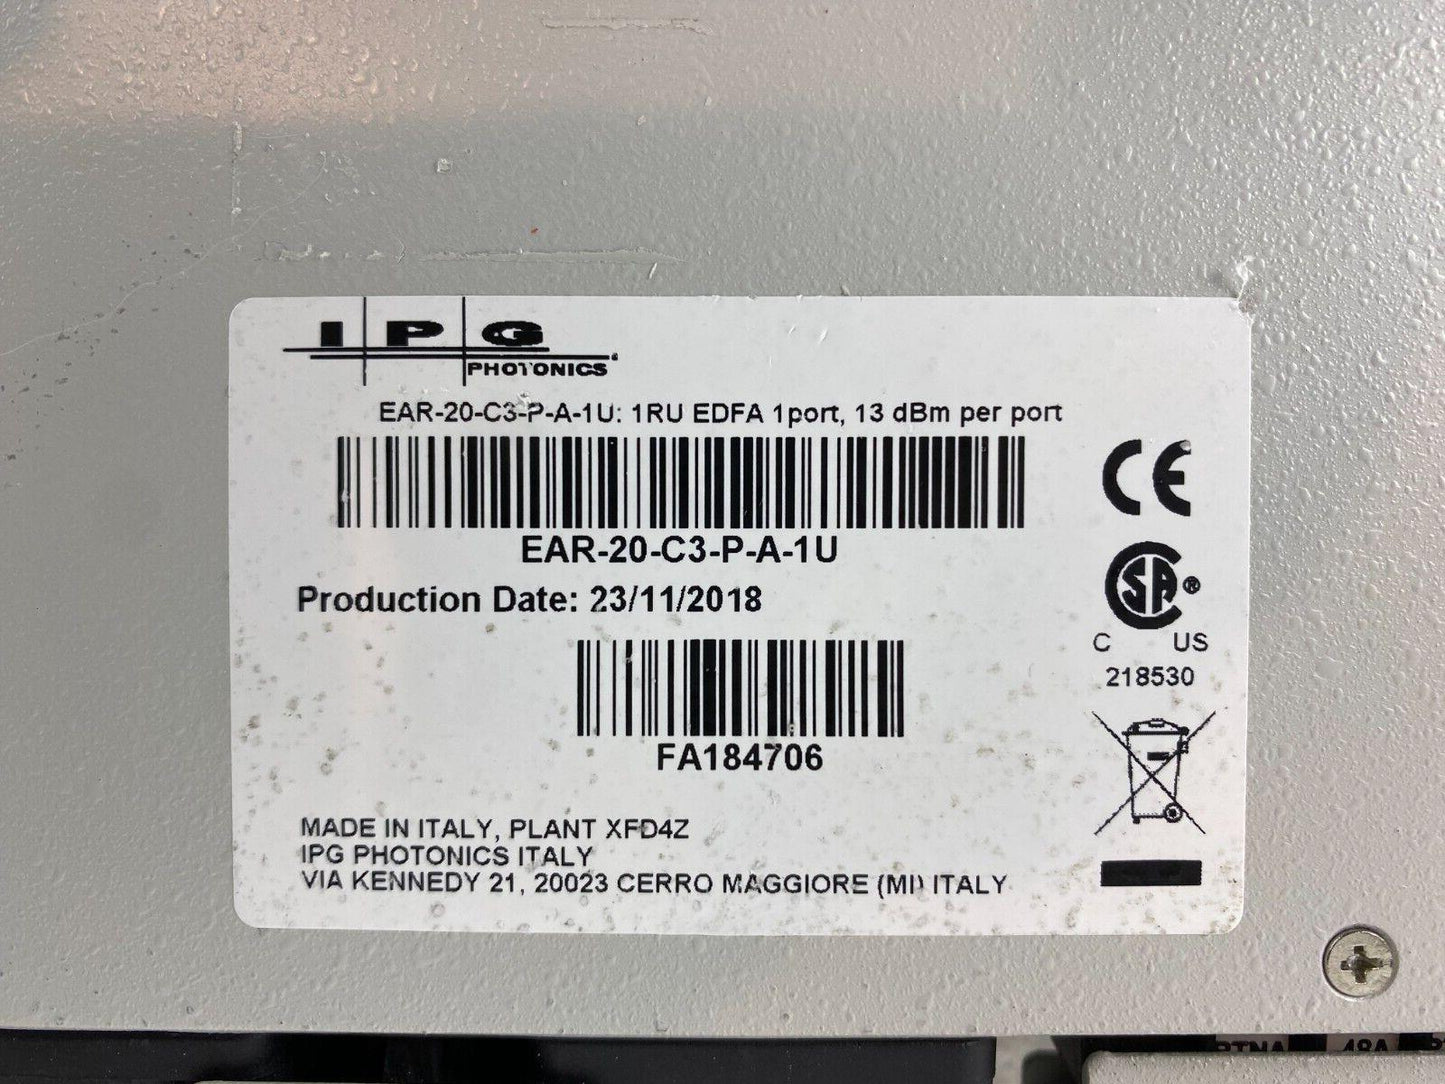 IPG
PHOTONICS
EAR-20-C3-P-A-1U: 1RU EDFA 1port, 13 dBm per port
EAR-20-C3-P-A-1U
Production Date: 23/11/2018
FA184706
MADE IN ITALY, PLANT XFD4Z
IPG PHOTONICS ITALY
VIA KENNEDY 21, 20023 CERRO MAGGIORE (MI) ITALY
CE
SA ®
C US
218530
48A